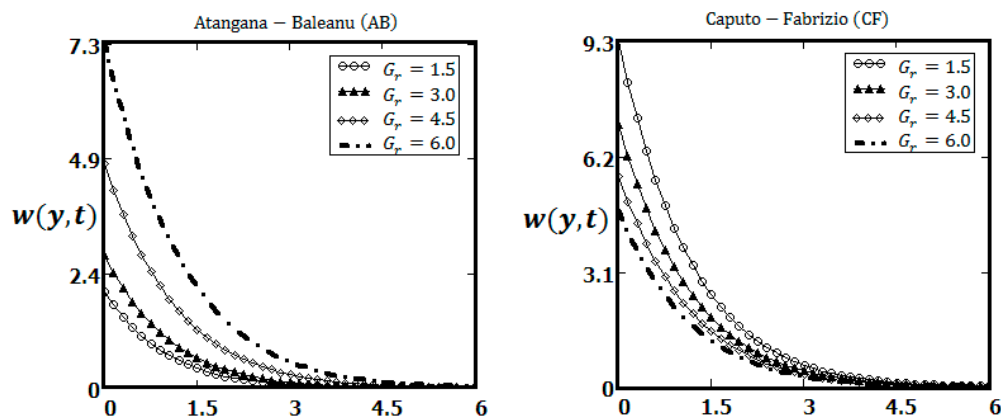 Atangana − Baleanu (AB)
7.3
4.9
2.4
0
w(y,t)
G_r = 1.5
G_r = 3.0
G_r = 4.5
G_r = 6.0
0 1.5 3 4.5 6
Caputo − Fabrizio (CF)
9.3
6.2
3.1
0
w(y,t)
G_r = 1.5
G_r = 3.0
G_r = 4.5
G_r = 6.0
0 1.5 3 4.5 6